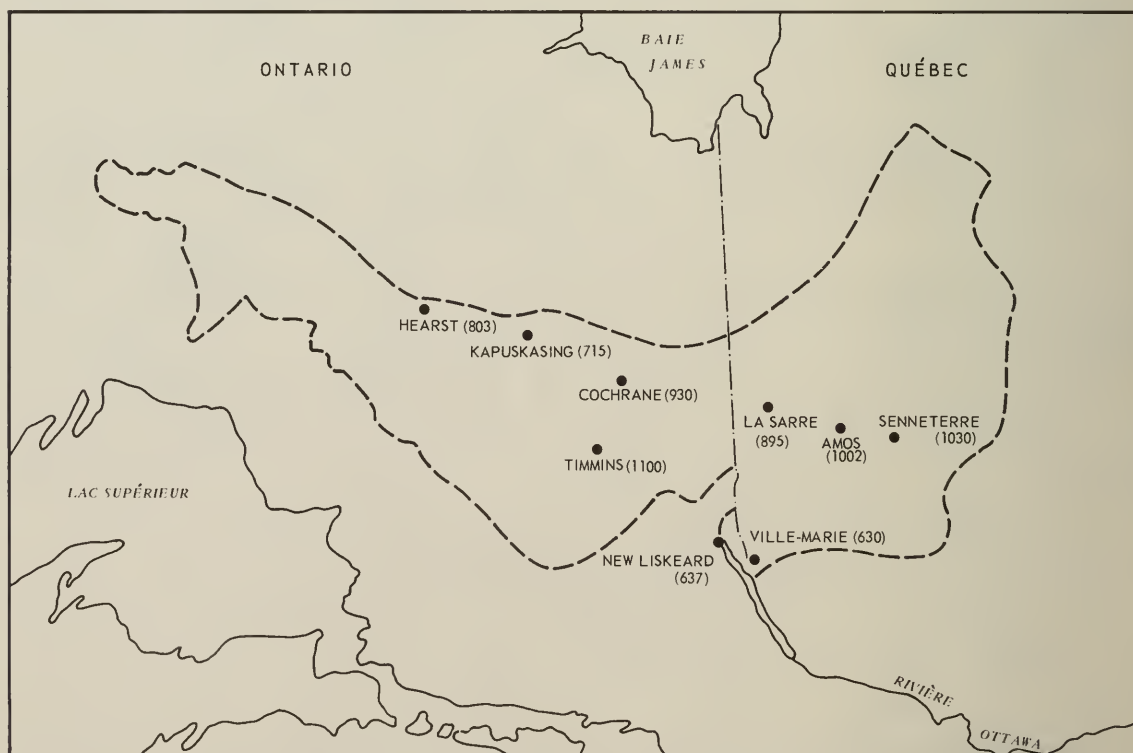 BAIE
JAMES
ONTARIO
QUÉBEC
HEARST (803)
KAPUSKASING (715)
COCHRANE (930)
TIMMINS (1100)
LA SARRE
(895)
AMOS
(1002)
SENNETERRE
(1030)
LAC SUPÉRIEUR
NEW LISKEARD
(637)
VILLE-MARIE (630)
RIVIÈRE
OTTAWA